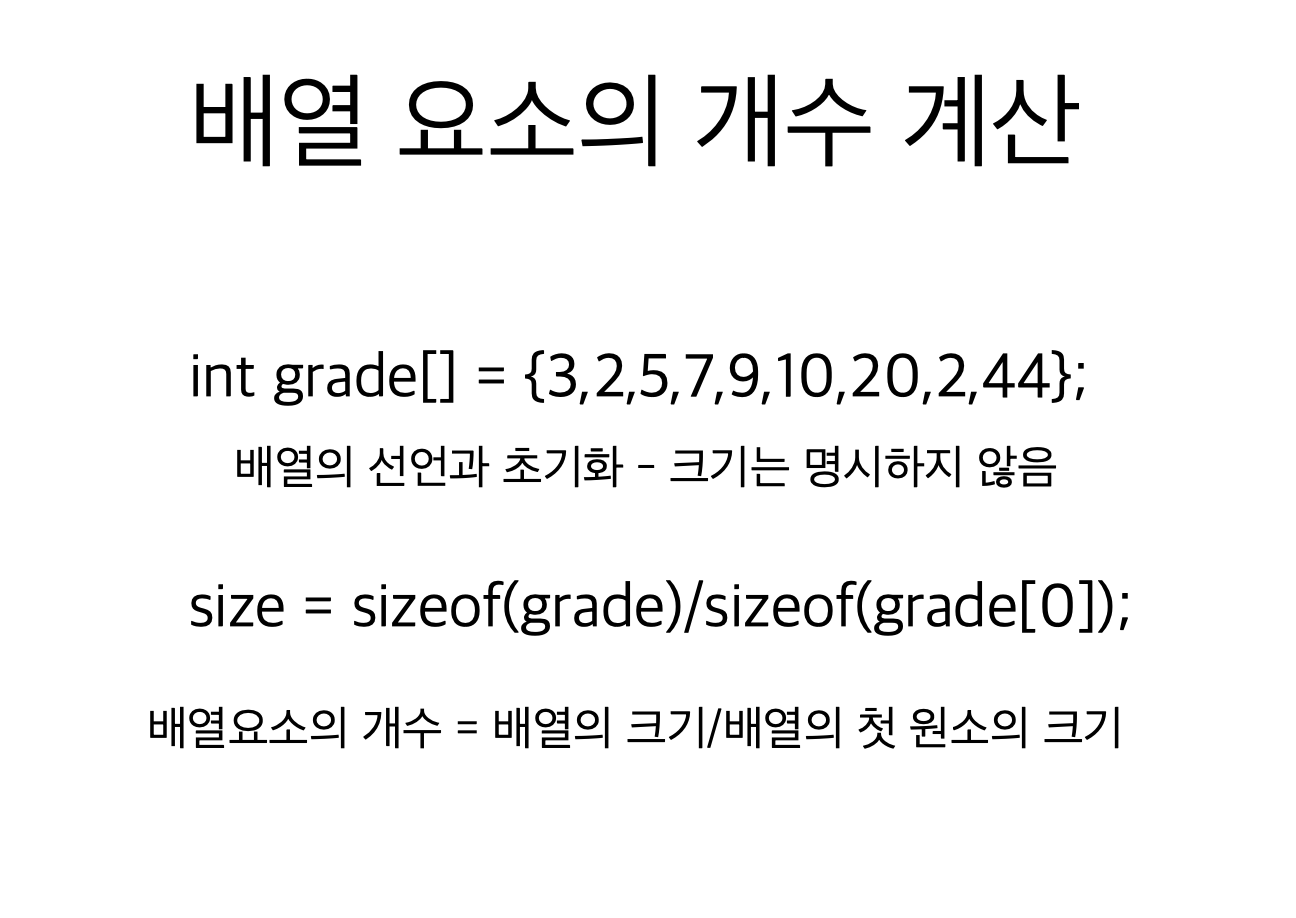 배열 요소의 개수 계산
int grade[] = {3,2,5,7,9,10,20,2,44};
배열의 선언과 초기화 - 크기는 명시하지 않음
size = sizeof(grade)/sizeof(grade[0]);
배열요소의 개수 = 배열의 크기/배열의 첫 원소의 크기